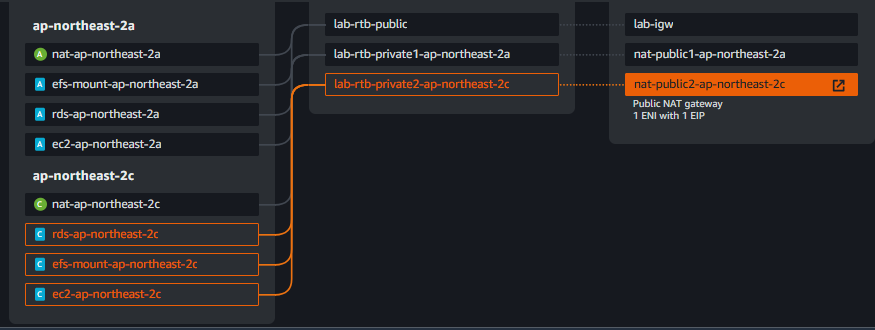 ap-northeast-2a
A nat-ap-northeast-2a
A efs-mount-ap-northeast-2a
A rds-ap-northeast-2a
A ec2-ap-northeast-2a
ap-northeast-2c
C nat-ap-northeast-2c
C rds-ap-northeast-2c
C efs-mount-ap-northeast-2c
C ec2-ap-northeast-2c
lab-rtb-public
lab-rtb-private1-ap-northeast-2a
lab-rtb-private2-ap-northeast-2c
lab-igw
nat-public1-ap-northeast-2a
nat-public2-ap-northeast-2c
Public NAT gateway
1 ENI with 1 EIP